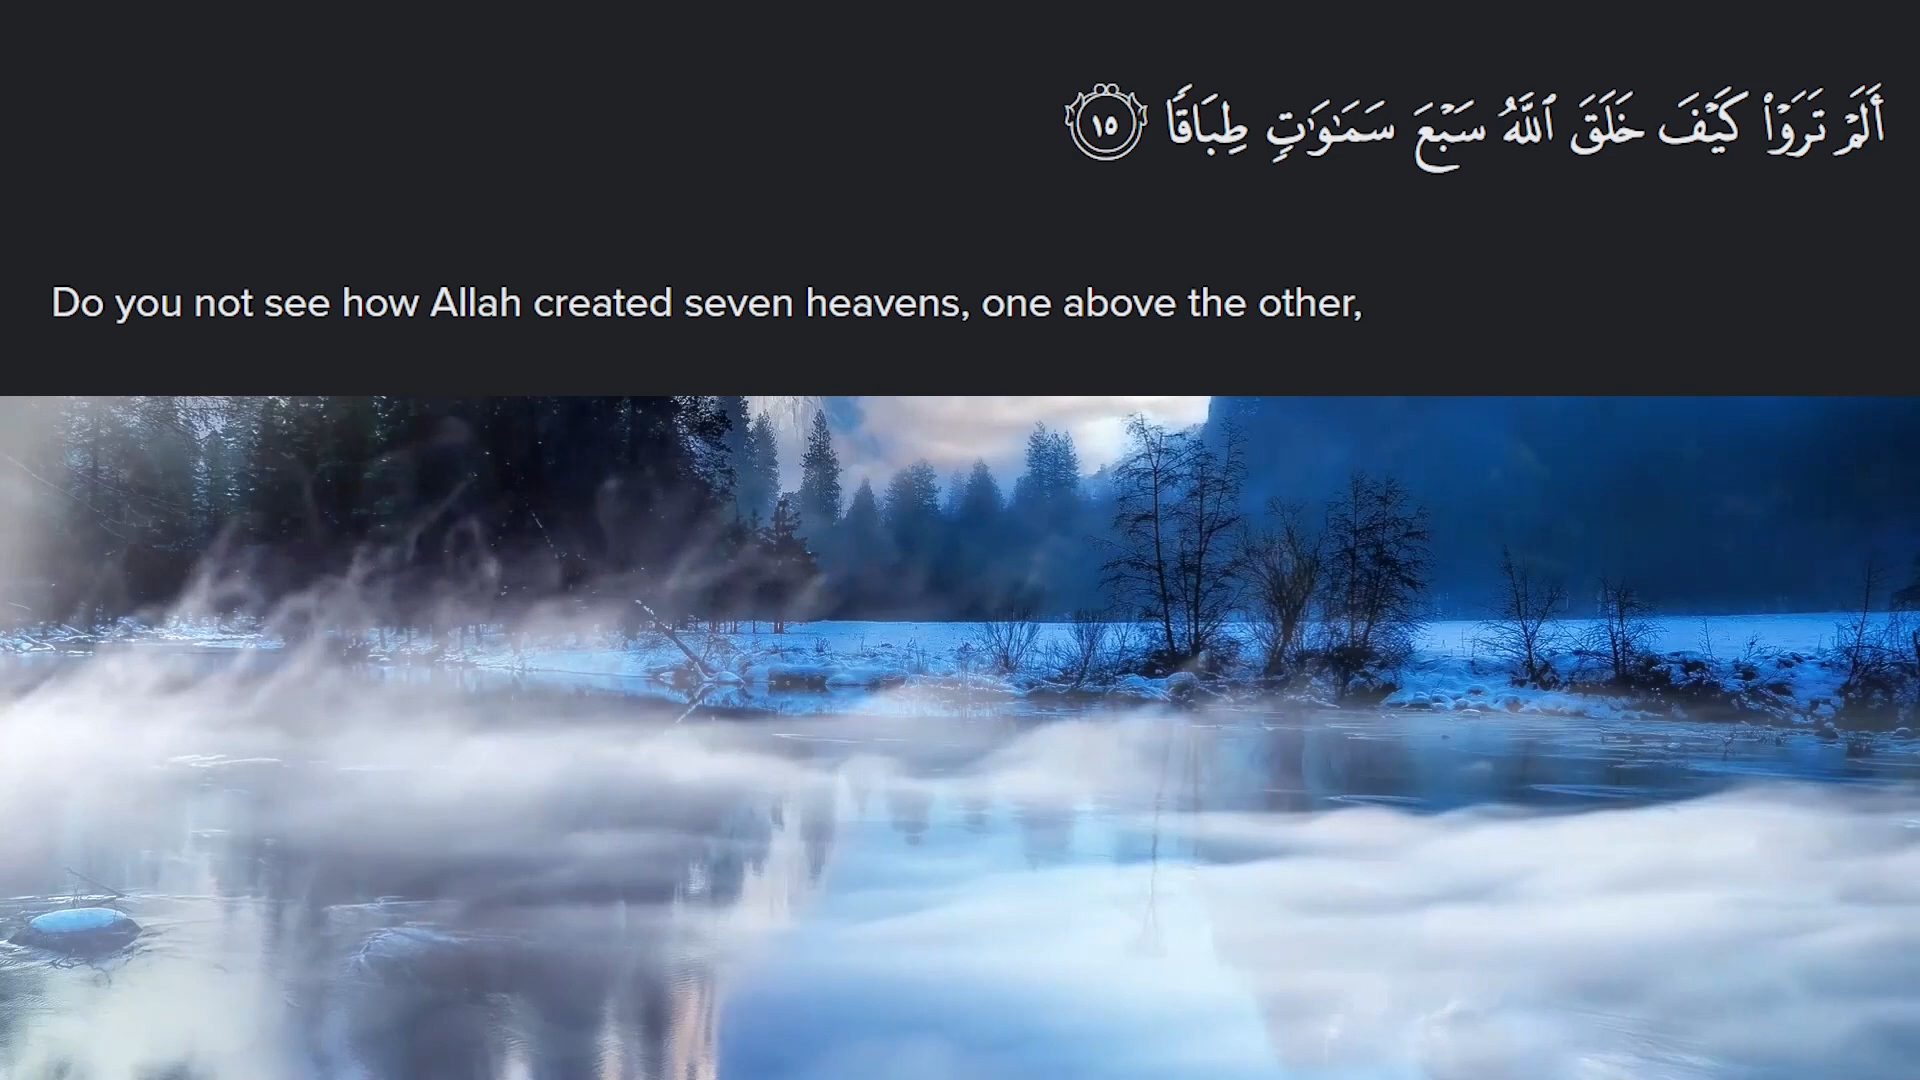 أَلَمْ تَرَوْا۟ كَيْفَ خَلَقَ ٱللَّهُ سَبْعَ سَمَـٰوَٰتٍ طِبَاقًا ١٥
Do you not see how Allah created seven heavens, one above the other,